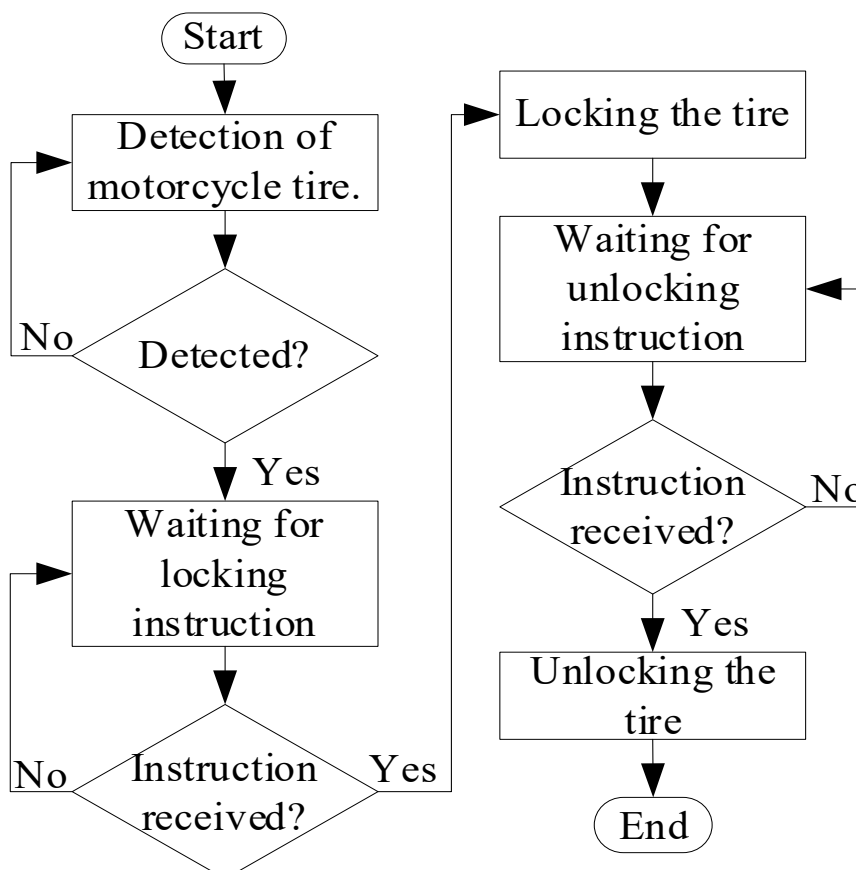 Start
Detection of
motorcycle tire.
Detected?
No
Yes
Waiting for
locking
instruction
Instruction
received?
No
Yes
Locking the tire
Waiting for
unlocking
instruction
Instruction
received?
No
Yes
Unlocking the
tire
End